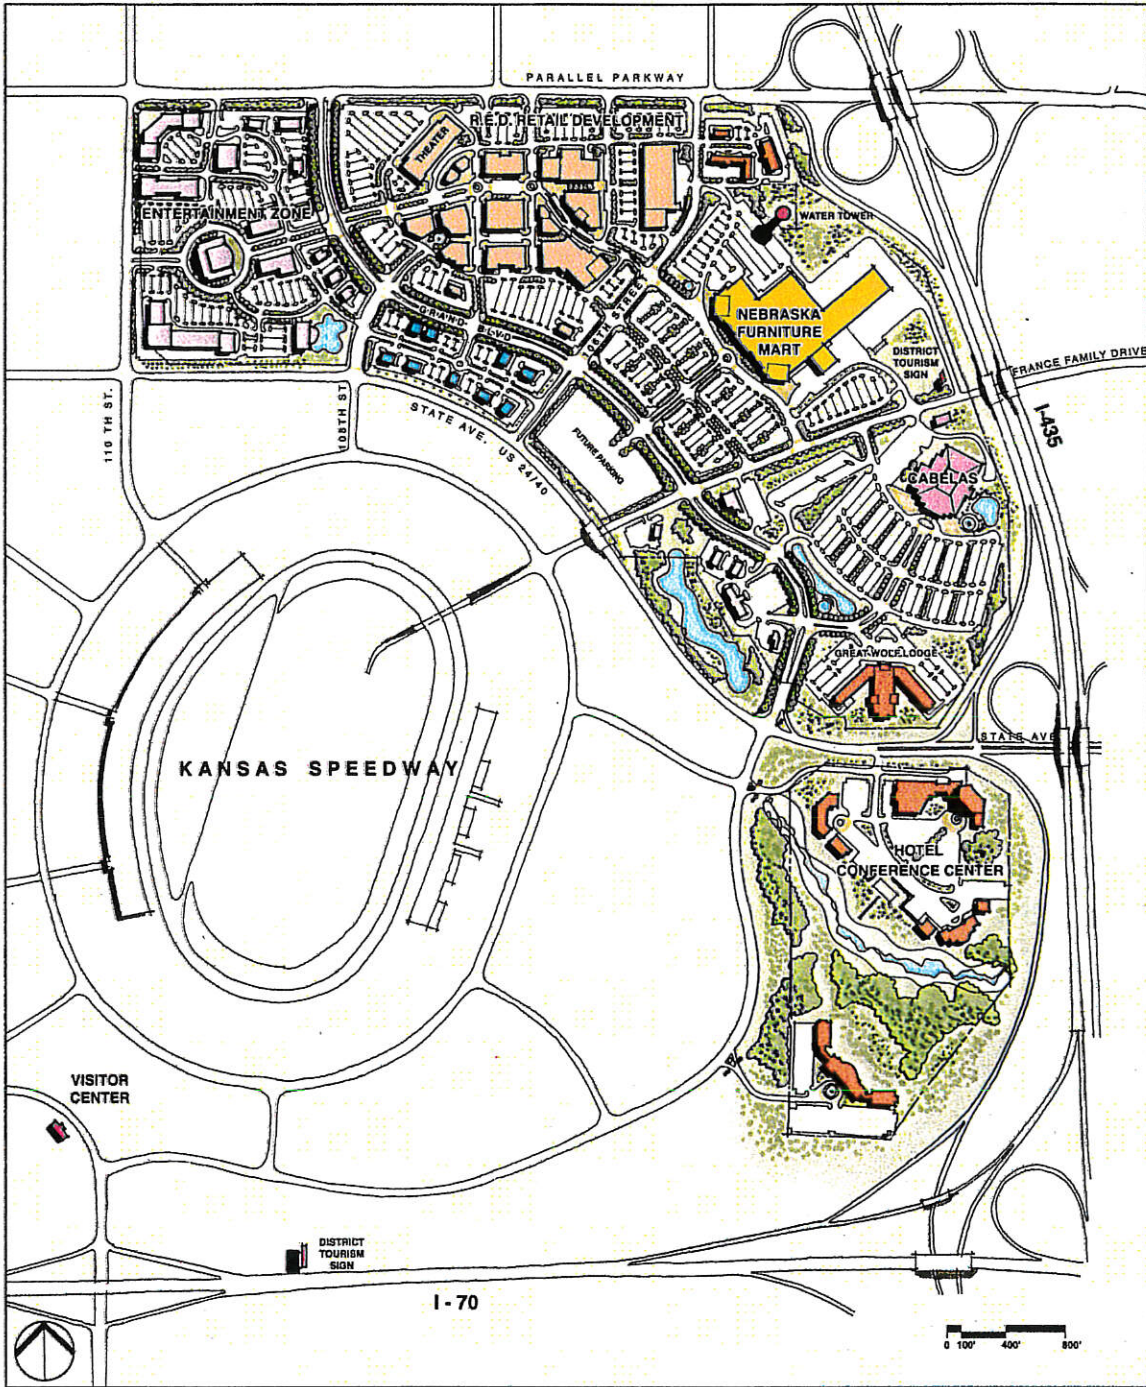 PARALLEL PARKWAY
R.E.D. RETAIL DEVELOPMENT
THEATER
ENTERTAINMENT ZONE
WATER TOWER
96TH STREET
NEBRASKA
FURNITURE
MART
GRAND
BLVD
DISTRICT
TOURISM
SIGN
FRANCE FAMILY DRIVE
I-435
110 TH ST.
108TH ST
STATE AVE. US 24/40
FUTURE PARKING
CABELAS
GREAT WOLF LODGE
STATE AVE
KANSAS SPEEDWAY
HOTEL
CONFERENCE CENTER
VISITOR
CENTER
DISTRICT
TOURISM
SIGN
I - 70
0 100' 400' 800'